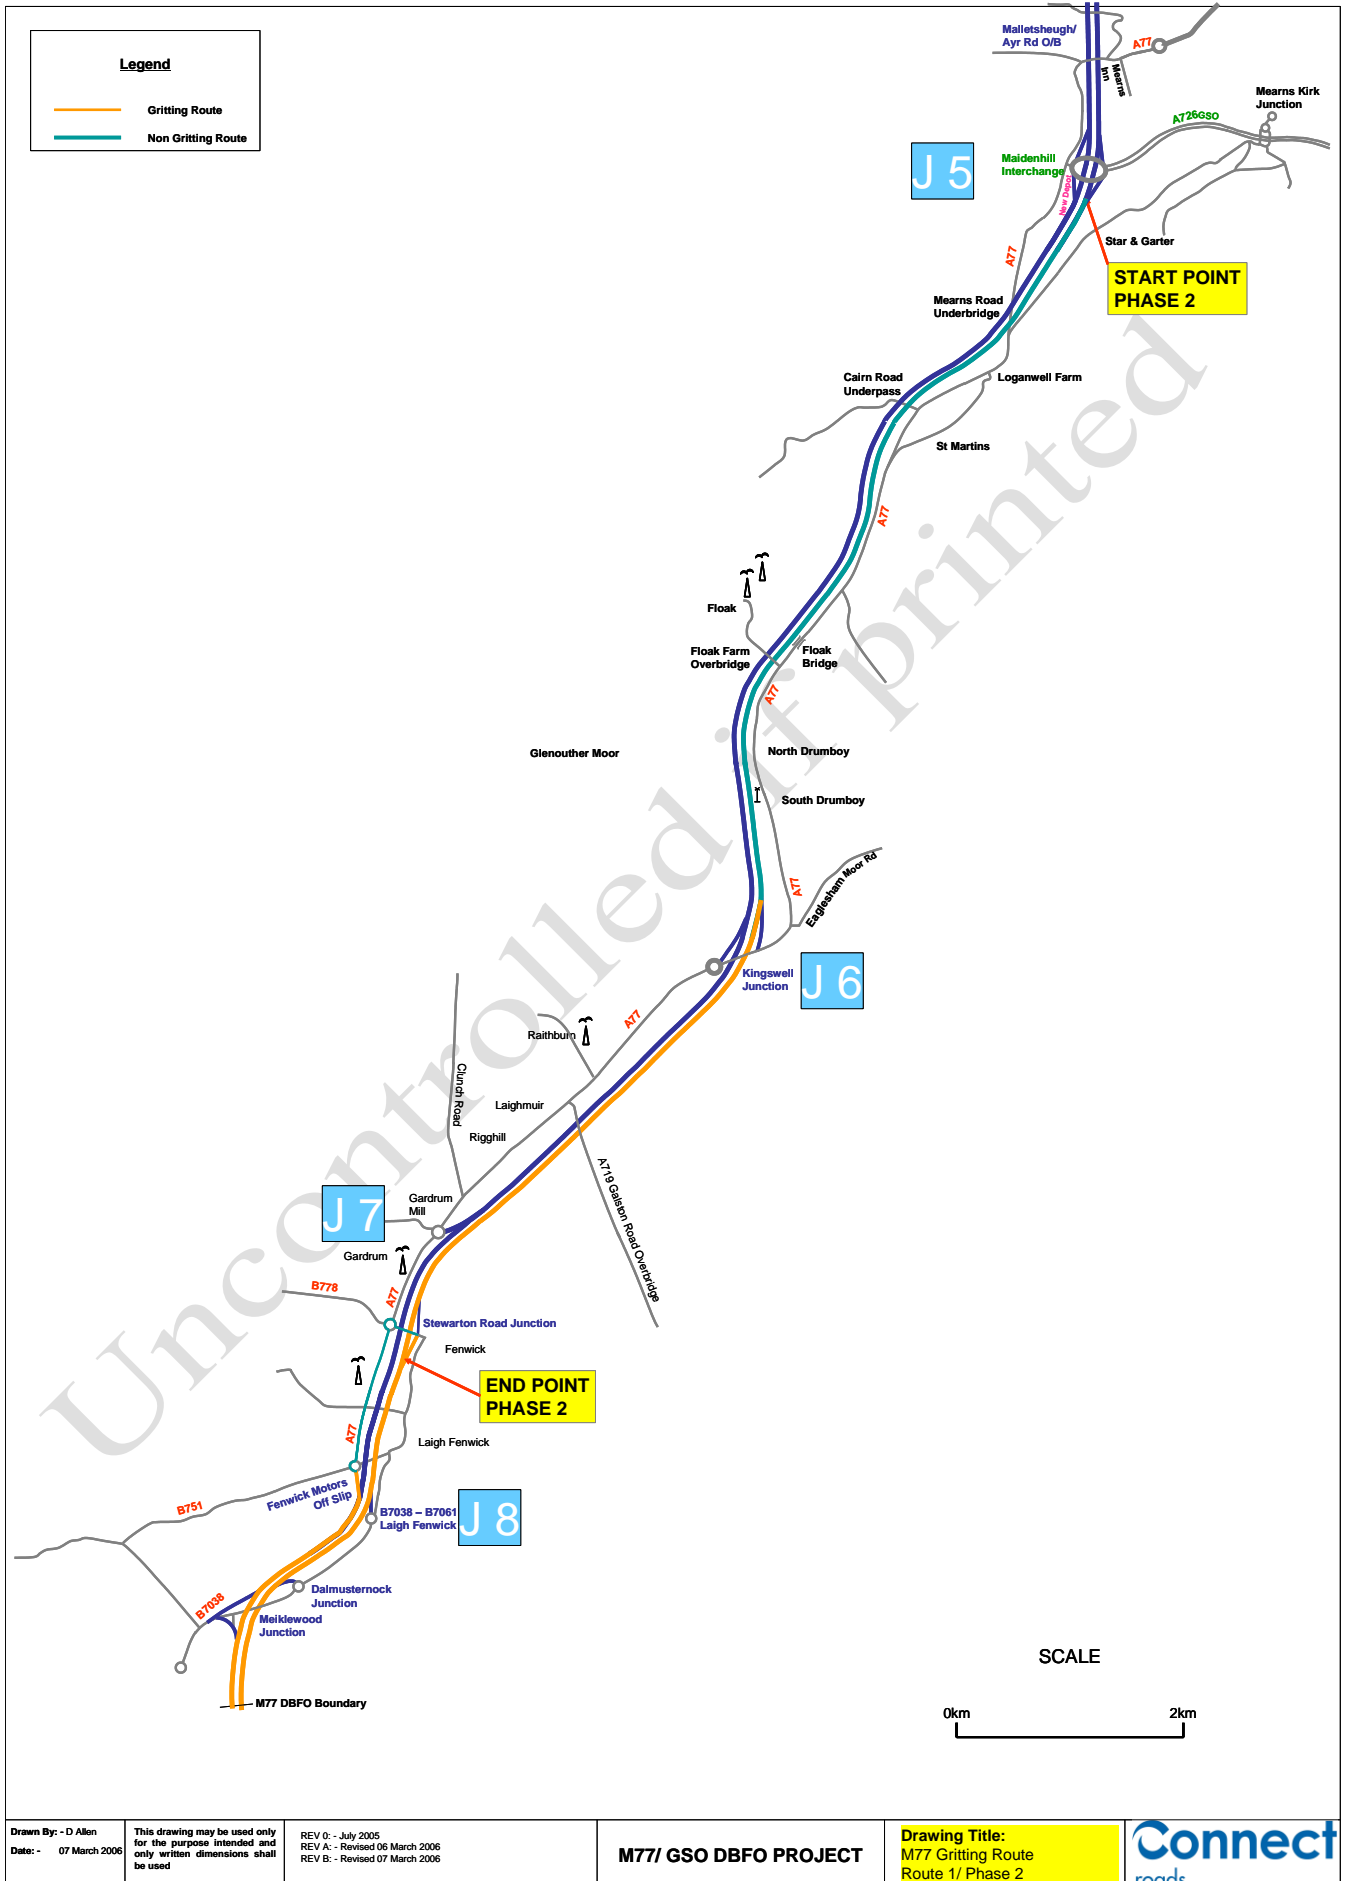 Legend
Gritting Route
Non Gritting Route
Malletsheugh/
Ayr Rd O/B
A77
Mearns
Inn
Mearns Kirk
Junction
A726GSO
J 5
Maidenhill
Interchange
New Depot
Star & Garter
A77
START POINT
PHASE 2
Mearns Road
Underbridge
Cairn Road
Underpass
Loganwell Farm
St Martins
A77
Floak
Floak Farm
Overbridge
Floak
Bridge
A77
Glenouther Moor
North Drumboy
South Drumboy
A77
Eaglesham Moor Rd
Kingswell
Junction
J 6
A77
Raithburn
Clunch Road
Laighmuir
Rigghill
A719 Galston Road Overbridge
J 7
Gardrum
Mill
Gardrum
B778
A77
Stewarton Road Junction
Fenwick
END POINT
PHASE 2
A77
Laigh Fenwick
B751
Fenwick Motors
Off Slip
B7038 – B7061
Laigh Fenwick
J 8
B7038
Dalmusternock
Junction
Meiklewood
Junction
M77 DBFO Boundary
SCALE
0km
2km
Uncontrolled if printed
Drawn By: - D Allen
Date: - 07 March 2006
This drawing may be used only
for the purpose intended and
only written dimensions shall
be used
REV 0: - July 2005
REV A: - Revised 06 March 2006
REV B: - Revised 07 March 2006
M77/ GSO DBFO PROJECT
Drawing Title:
M77 Gritting Route
Route 1/ Phase 2
Connect
roads